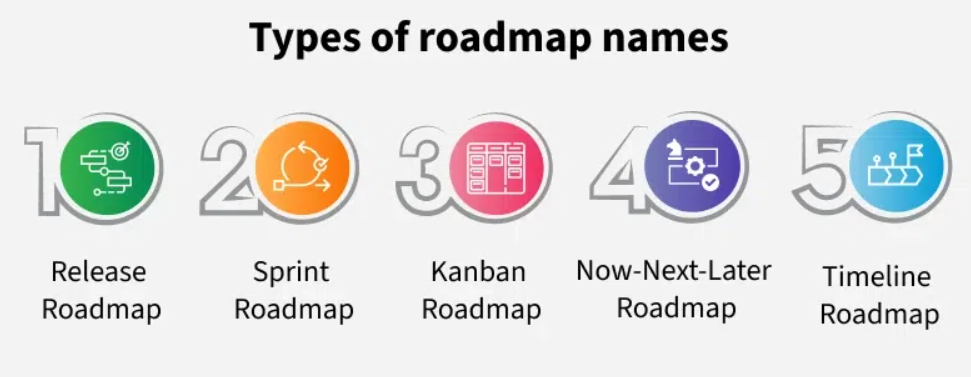 Types of roadmap names
1
2
3
4
5
Release
Roadmap
Sprint
Roadmap
Kanban
Roadmap
Now-Next-Later
Roadmap
Timeline
Roadmap